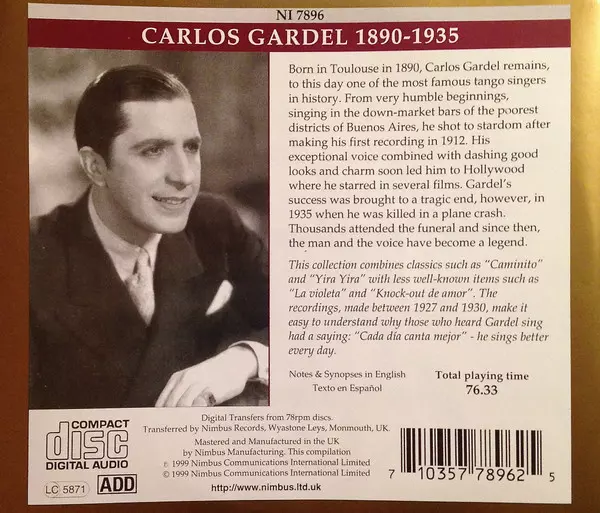 NI 7896
CARLOS GARDEL 1890-1935
Born in Toulouse in 1890, Carlos Gardel remains,
to this day one of the most famous tango singers
in history. From very humble beginnings,
singing in the down-market bars of the poorest
districts of Buenos Aires, he shot to stardom after
making his first recording in 1912. His
exceptional voice combined with dashing good
looks and charm soon led him to Hollywood
where he starred in several films. Gardel's
success was brought to a tragic end, however, in
1935 when he was killed in a plane crash.
Thousands attended the funeral and since then,
the man and the voice have become a legend.
This collection combines classics such as "Caminito"
and "Yira Yira" with less well-known items such as
"La violeta" and "Knock-out de amor". The
recordings, made between 1927 and 1930, make it
easy to understand why those who heard Gardel sing
had a saying: "Cada día canta mejor" - he sings better
every day.
Notes & Synopses in English
Texto en Español
Total playing time
76.33
COMPACT
disc
DIGITAL AUDIO
LC 5871
ADD
Digital Transfers from 78rpm discs.
Transferred by Nimbus Records, Wyastone Leys, Monmouth, UK.
Mastered and Manufactured in the UK
by Nimbus Manufacturing. This compilation
℗ 1999 Nimbus Communications International Limited
© 1999 Nimbus Communications International Limited
http://www.nimbus.ltd.uk
7 10357 78962 5